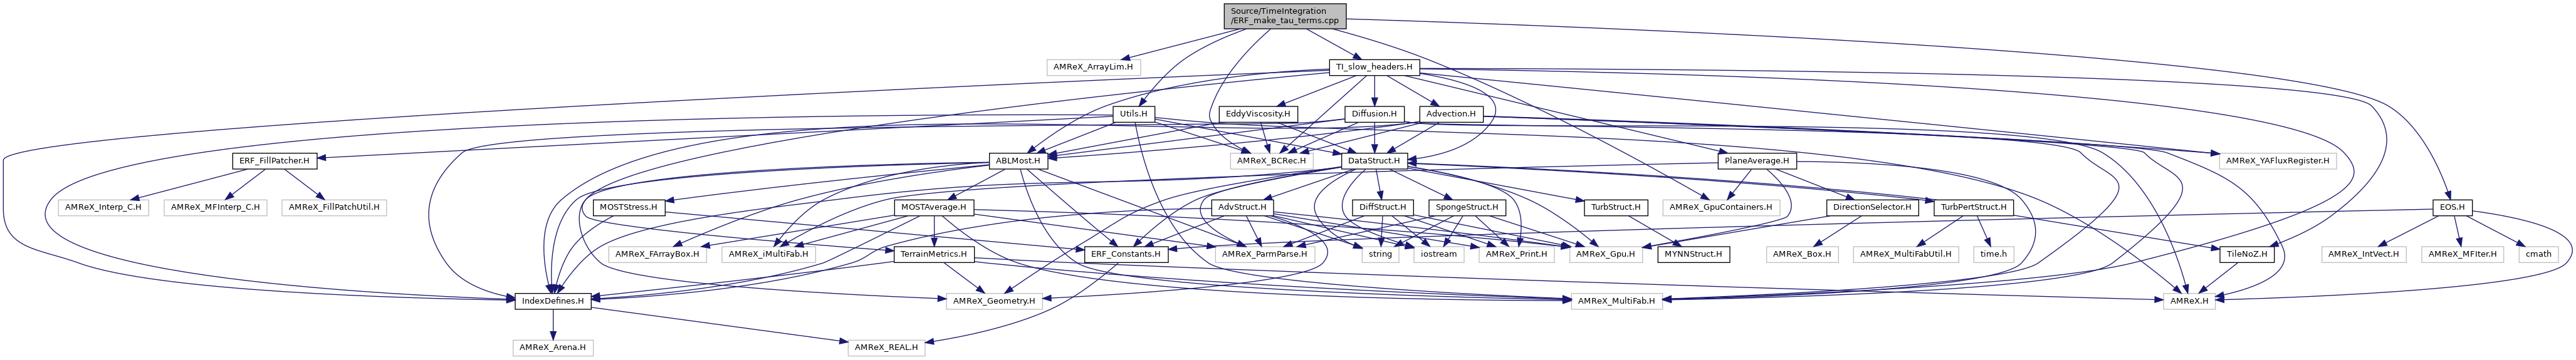 Source/TimeIntegration
/ERF_make_tau_terms.cpp
AMReX_ArrayLim.H
TI_slow_headers.H
Utils.H
EddyViscosity.H
Diffusion.H
Advection.H
ERF_FillPatcher.H
ABLMost.H
AMReX_BCRec.H
DataStruct.H
PlaneAverage.H
AMReX_YAFluxRegister.H
AMReX_Interp_C.H
AMReX_MFInterp_C.H
AMReX_FillPatchUtil.H
MOSTStress.H
MOSTAverage.H
AdvStruct.H
DiffStruct.H
SpongeStruct.H
TurbStruct.H
AMReX_GpuContainers.H
DirectionSelector.H
TurbPertStruct.H
EOS.H
AMReX_FArrayBox.H
AMReX_iMultiFab.H
TerrainMetrics.H
ERF_Constants.H
AMReX_ParmParse.H
string
iostream
AMReX_Print.H
AMReX_Gpu.H
MYNNStruct.H
AMReX_Box.H
AMReX_MultiFabUtil.H
time.h
TileNoZ.H
AMReX_IntVect.H
AMReX_MFIter.H
cmath
IndexDefines.H
AMReX_Geometry.H
AMReX_MultiFab.H
AMReX.H
AMReX_Arena.H
AMReX_REAL.H